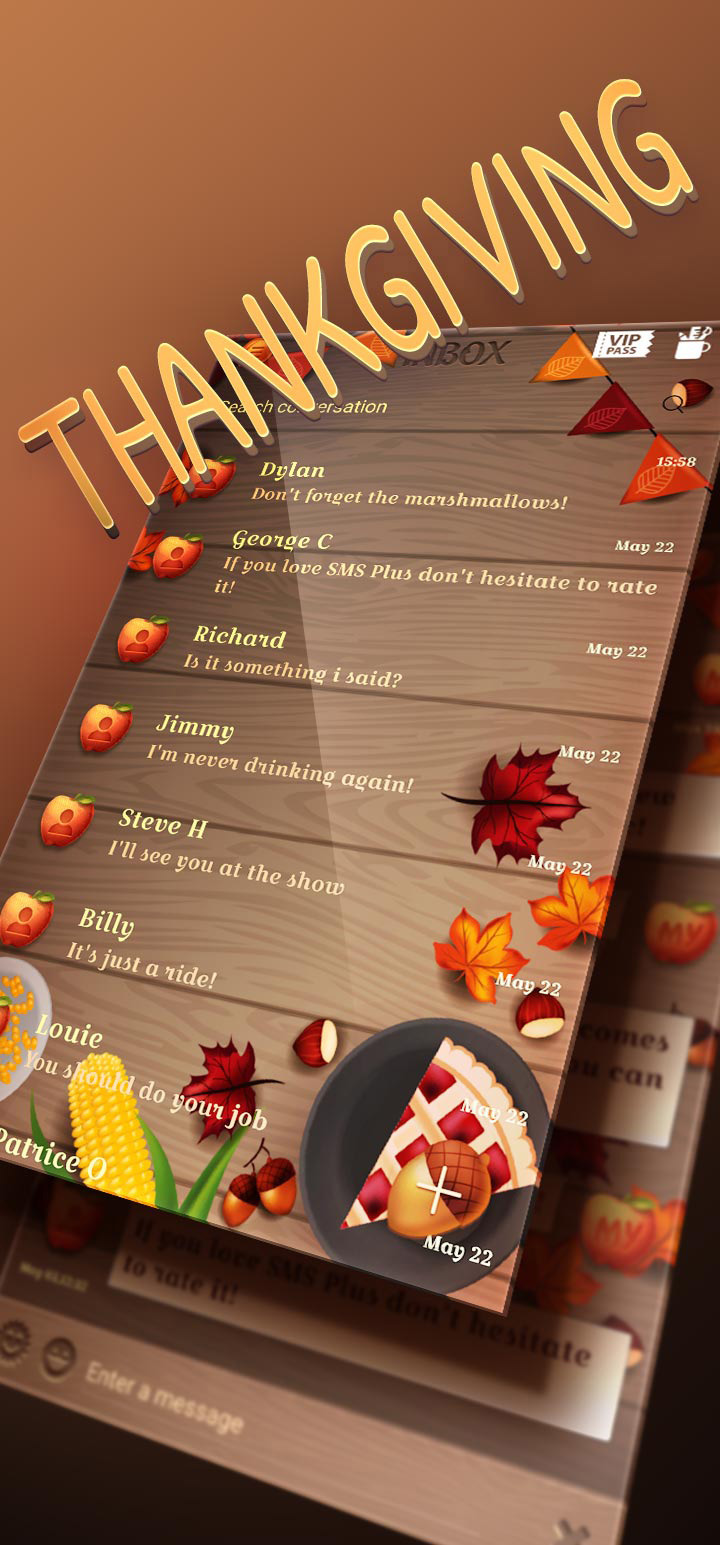 THANKGIVING
INBOX
VIP
PASS
Search conversation
15:58
Dylan
Don't forget the marshmallows!
George C
May 22
If you love SMS Plus don't hesitate to rate
it!
Richard
May 22
Is it something i said?
Jimmy
May 22
I'm never drinking again!
Steve H
May 22
I'll see you at the show
Billy
May 22
It's just a ride!
Louie
May 22
You should do your job
Patrice O
May 22
comes
you can
MY
MY
If you love SMS Plus don't hesitate
to rate it!
Enter a message